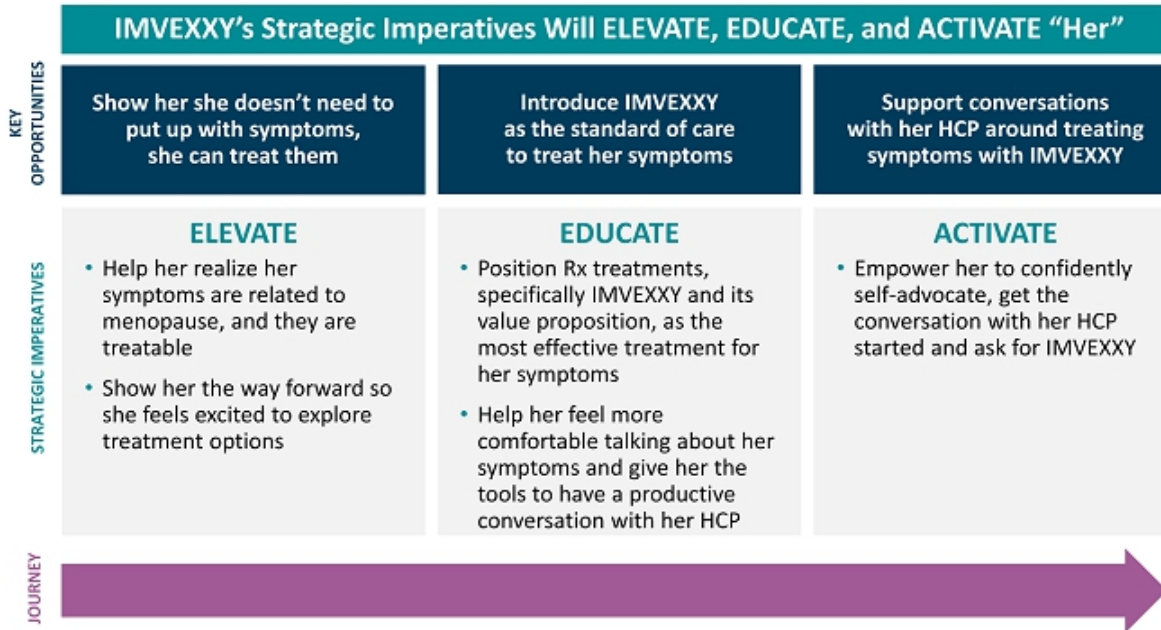 IMVEXXY's Strategic Imperatives Will ELEVATE, EDUCATE, and ACTIVATE “Her”
KEY
OPPORTUNITIES
Show her she doesn't need to
put up with symptoms,
she can treat them
Introduce IMVEXXY
as the standard of care
to treat her symptoms
Support conversations
with her HCP around treating
symptoms with IMVEXXY
STRATEGIC IMPERATIVES
ELEVATE
• Help her realize her
symptoms are related to
menopause, and they are
treatable
• Show her the way forward so
she feels excited to explore
treatment options
EDUCATE
• Position Rx treatments,
specifically IMVEXXY and its
value proposition, as the
most effective treatment for
her symptoms
• Help her feel more
comfortable talking about her
symptoms and give her the
tools to have a productive
conversation with her HCP
ACTIVATE
• Empower her to confidently
self-advocate, get the
conversation with her HCP
started and ask for IMVEXXY
JOURNEY